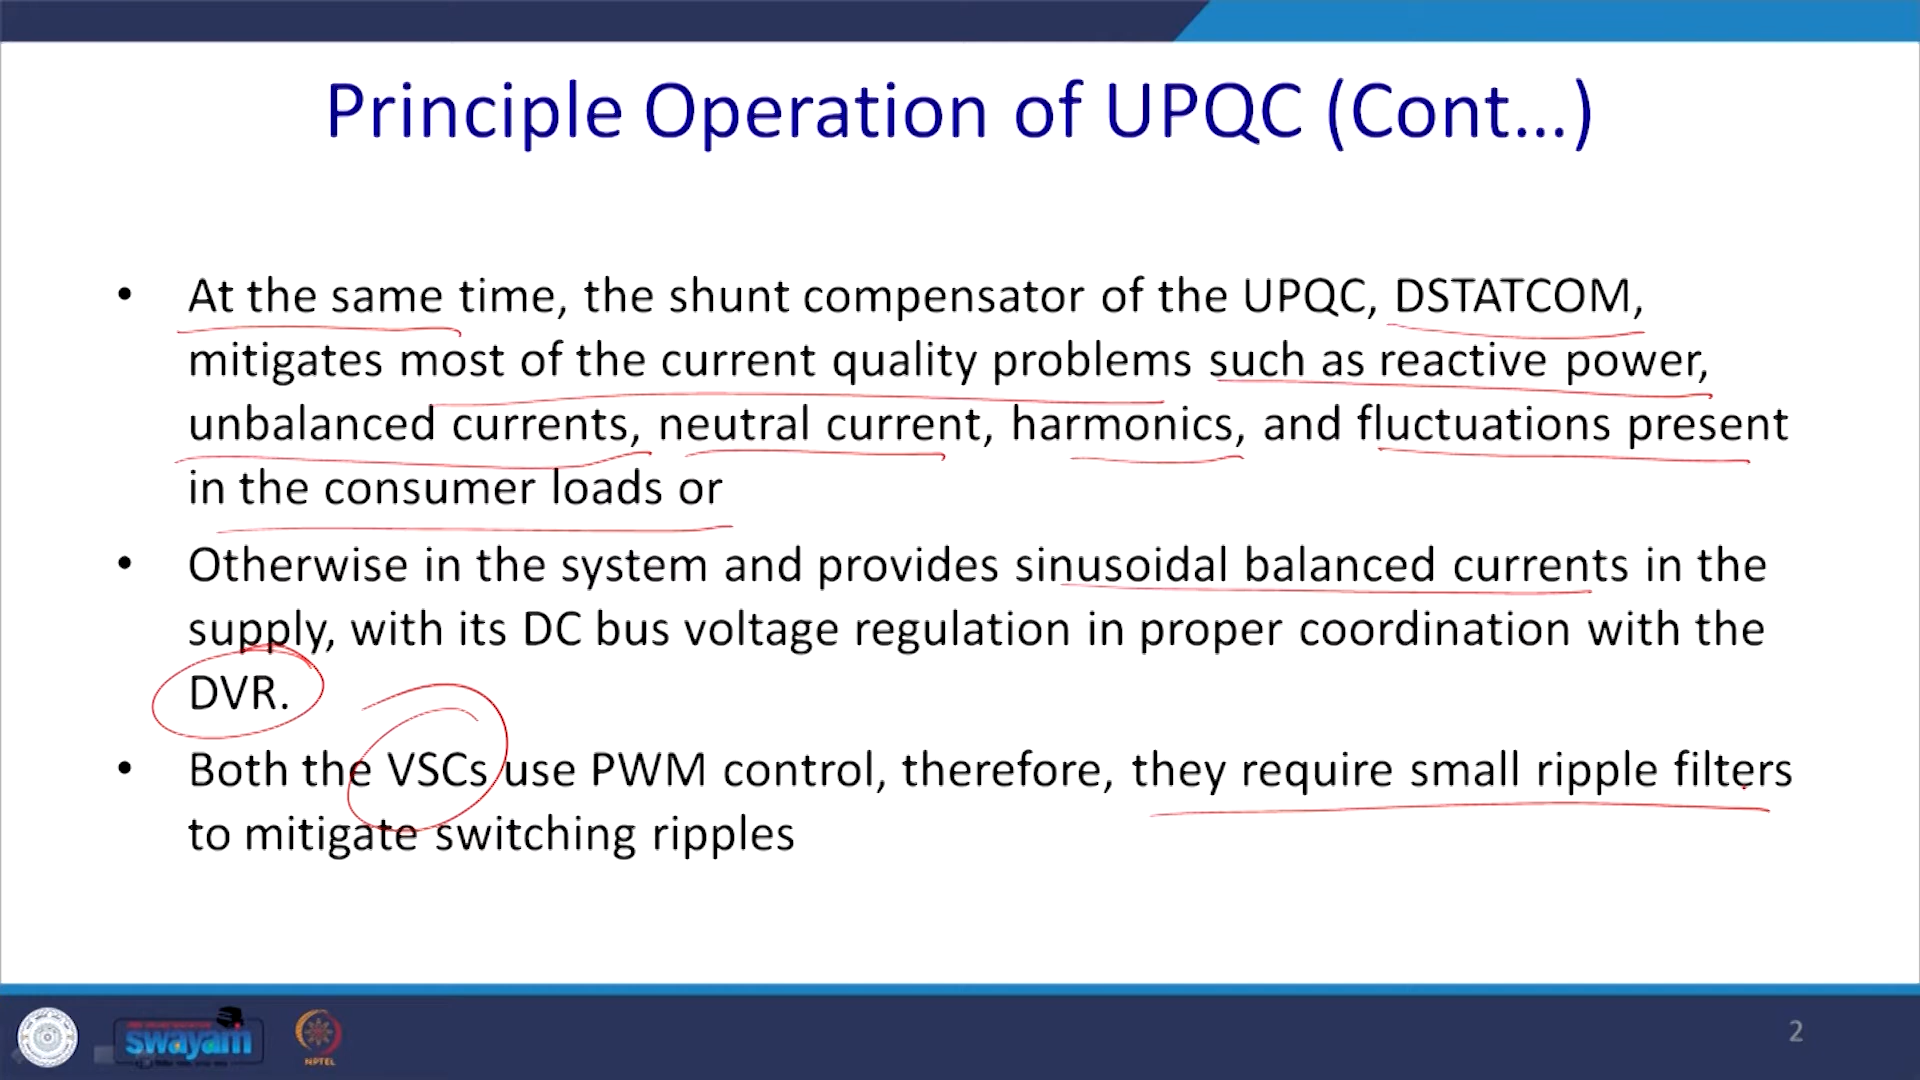 Principle Operation of UPQC (Cont...)
• At the same time, the shunt compensator of the UPQC, DSTATCOM,
mitigates most of the current quality problems such as reactive power,
unbalanced currents, neutral current, harmonics, and fluctuations present
in the consumer loads or
• Otherwise in the system and provides sinusoidal balanced currents in the
supply, with its DC bus voltage regulation in proper coordination with the
DVR.
• Both the VSCs use PWM control, therefore, they require small ripple filters
to mitigate switching ripples
swayam
NPTEL
2